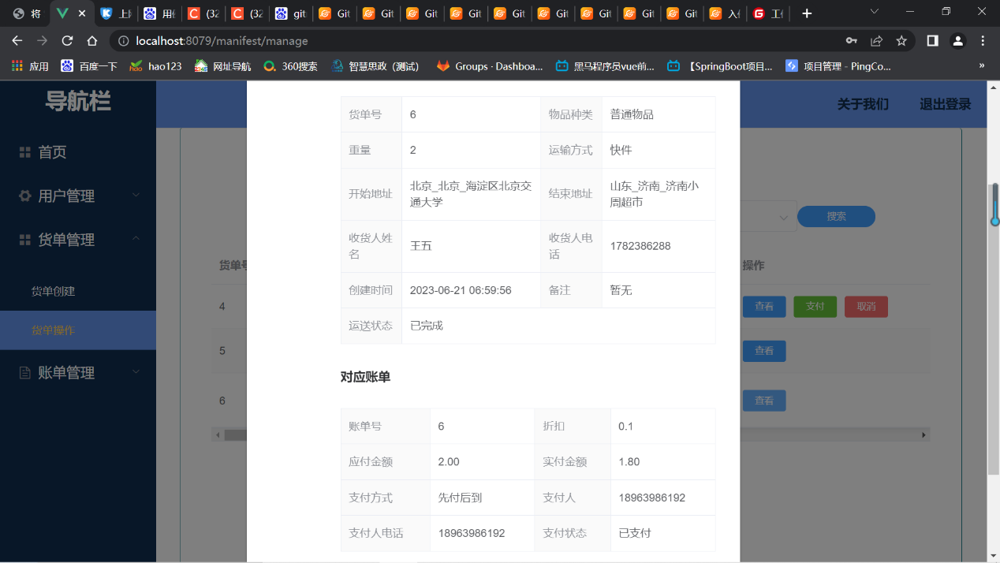 将
上
用
(32
(32
git
Git
Git
Git
Git
Git
Git
Git
Git
Git
入
工
localhost:8079/manifest/manage
应用
百度一下
hao123
网址导航
360搜索
智慧思政（测试）
Groups · Dashboa...
黑马程序员vue前...
【SpringBoot项目...
项目管理 - PingCo...
»
导航栏
关于我们
退出登录
首页
用户管理
货单管理
货单创建
货单操作
账单管理
搜索
货单号
操作
4
查看
支付
取消
5
查看
6
查看
货单号 6 物品种类 普通物品
重量 2 运输方式 快件
开始地址 北京_北京_海淀区北京交
通大学
结束地址 山东_济南_济南小
周超市
收货人姓
名
王五
收货人电
话
1782386288
创建时间 2023-06-21 06:59:56 备注 暂无
运送状态 已完成
对应账单
账单号 6 折扣 0.1
应付金额 2.00 实付金额 1.80
支付方式 先付后到 支付人 18963986192
支付人电话 18963986192 支付状态 已支付